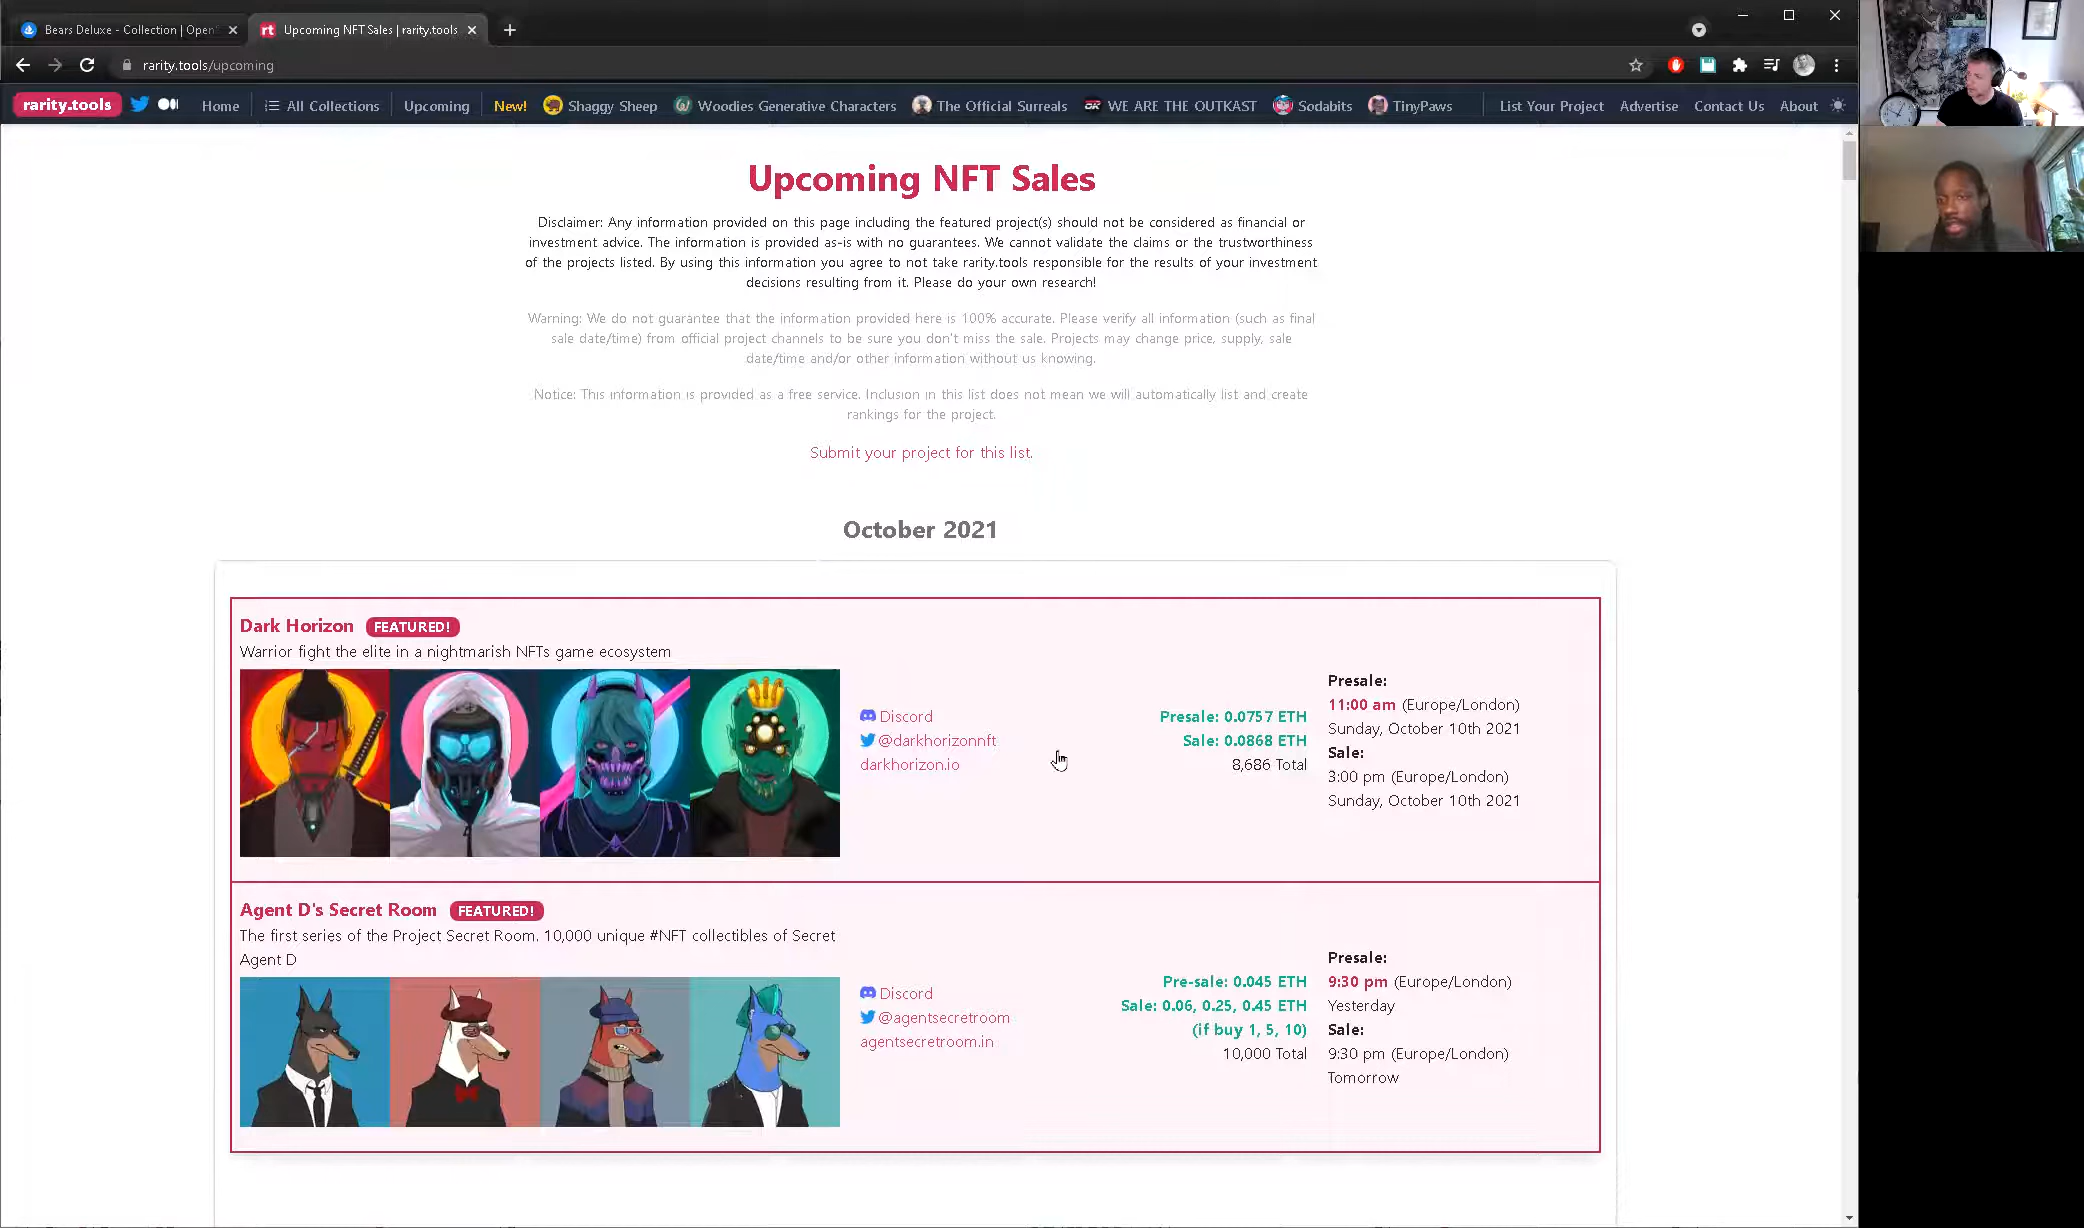 Bears Deluxe - Collection | Open
Upcoming NFT Sales | rarity.tools
rarity.tools/upcoming
rarity.tools
Home
All Collections
Upcoming
New!
Shaggy Sheep
Woodies Generative Characters
The Official Surreals
WE ARE THE OUTKAST
Sodabits
TinyPaws
List Your Project
Advertise
Contact Us
About
Upcoming NFT Sales
Disclaimer: Any information provided on this page including the featured project(s) should not be considered as financial or
investment advice. The information is provided as-is with no guarantees. We cannot validate the claims or the trustworthiness
of the projects listed. By using this information you agree to not take rarity.tools responsible for the results of your investment
decisions resulting from it. Please do your own research!
Warning: We do not guarantee that the information provided here is 100% accurate. Please verify all information (such as final
sale date/time) from official project channels to be sure you don't miss the sale. Projects may change price, supply, sale
date/time and/or other information without us knowing.
Notice: This information is provided as a free service. Inclusion in this list does not mean we will automatically list and create
rankings for the project.
Submit your project for this list.
October 2021
Dark Horizon FEATURED!
Warrior fight the elite in a nightmarish NFTs game ecosystem
Discord
@darkhorizonnft
darkhorizon.io
Presale: 0.0757 ETH
Sale: 0.0868 ETH
8,686 Total
Presale:
11:00 am (Europe/London)
Sunday, October 10th 2021
Sale:
3:00 pm (Europe/London)
Sunday, October 10th 2021
Agent D's Secret Room FEATURED!
The first series of the Project Secret Room. 10,000 unique #NFT collectibles of Secret
Agent D
Discord
@agentsecretroom
agentsecretroom.in
Pre-sale: 0.045 ETH
Sale: 0.06, 0.25, 0.45 ETH
(if buy 1, 5, 10)
10,000 Total
Presale:
9:30 pm (Europe/London)
Yesterday
Sale:
9:30 pm (Europe/London)
Tomorrow